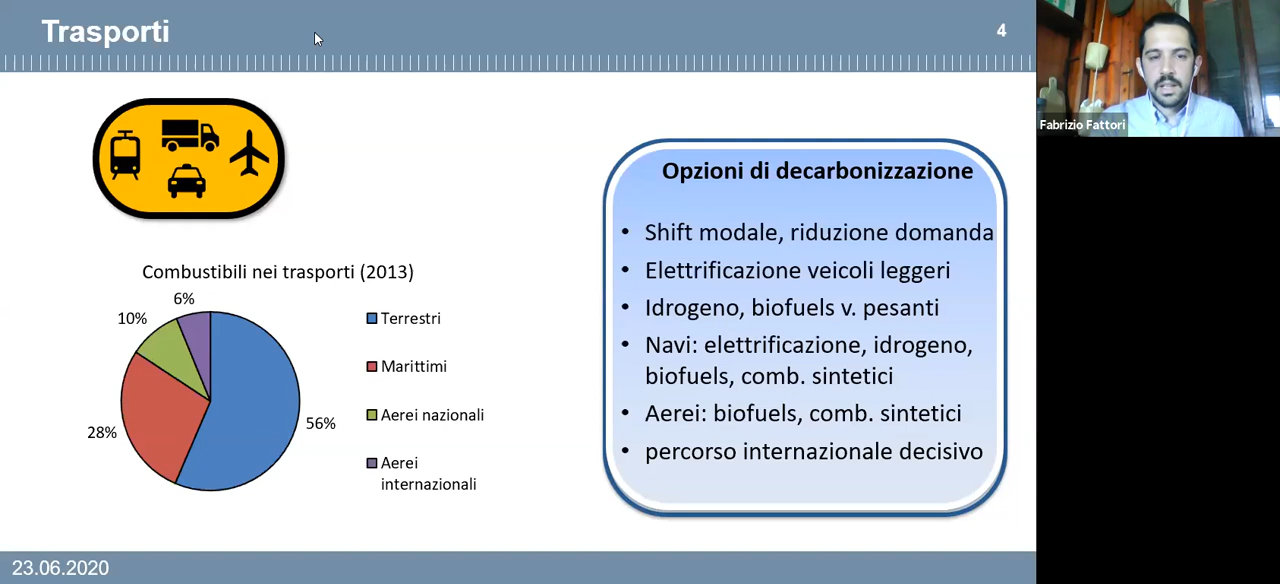 Trasporti
4
Fabrizio Fattori
Opzioni di decarbonizzazione
• Shift modale, riduzione domanda
• Elettrificazione veicoli leggeri
• Idrogeno, biofuels v. pesanti
• Navi: elettrificazione, idrogeno,
biofuels, comb. sintetici
• Aerei: biofuels, comb. sintetici
• percorso internazionale decisivo
Combustibili nei trasporti (2013)
6%
10%
28%
56%
Terrestri
Marittimi
Aerei nazionali
Aerei
internazionali
23.06.2020